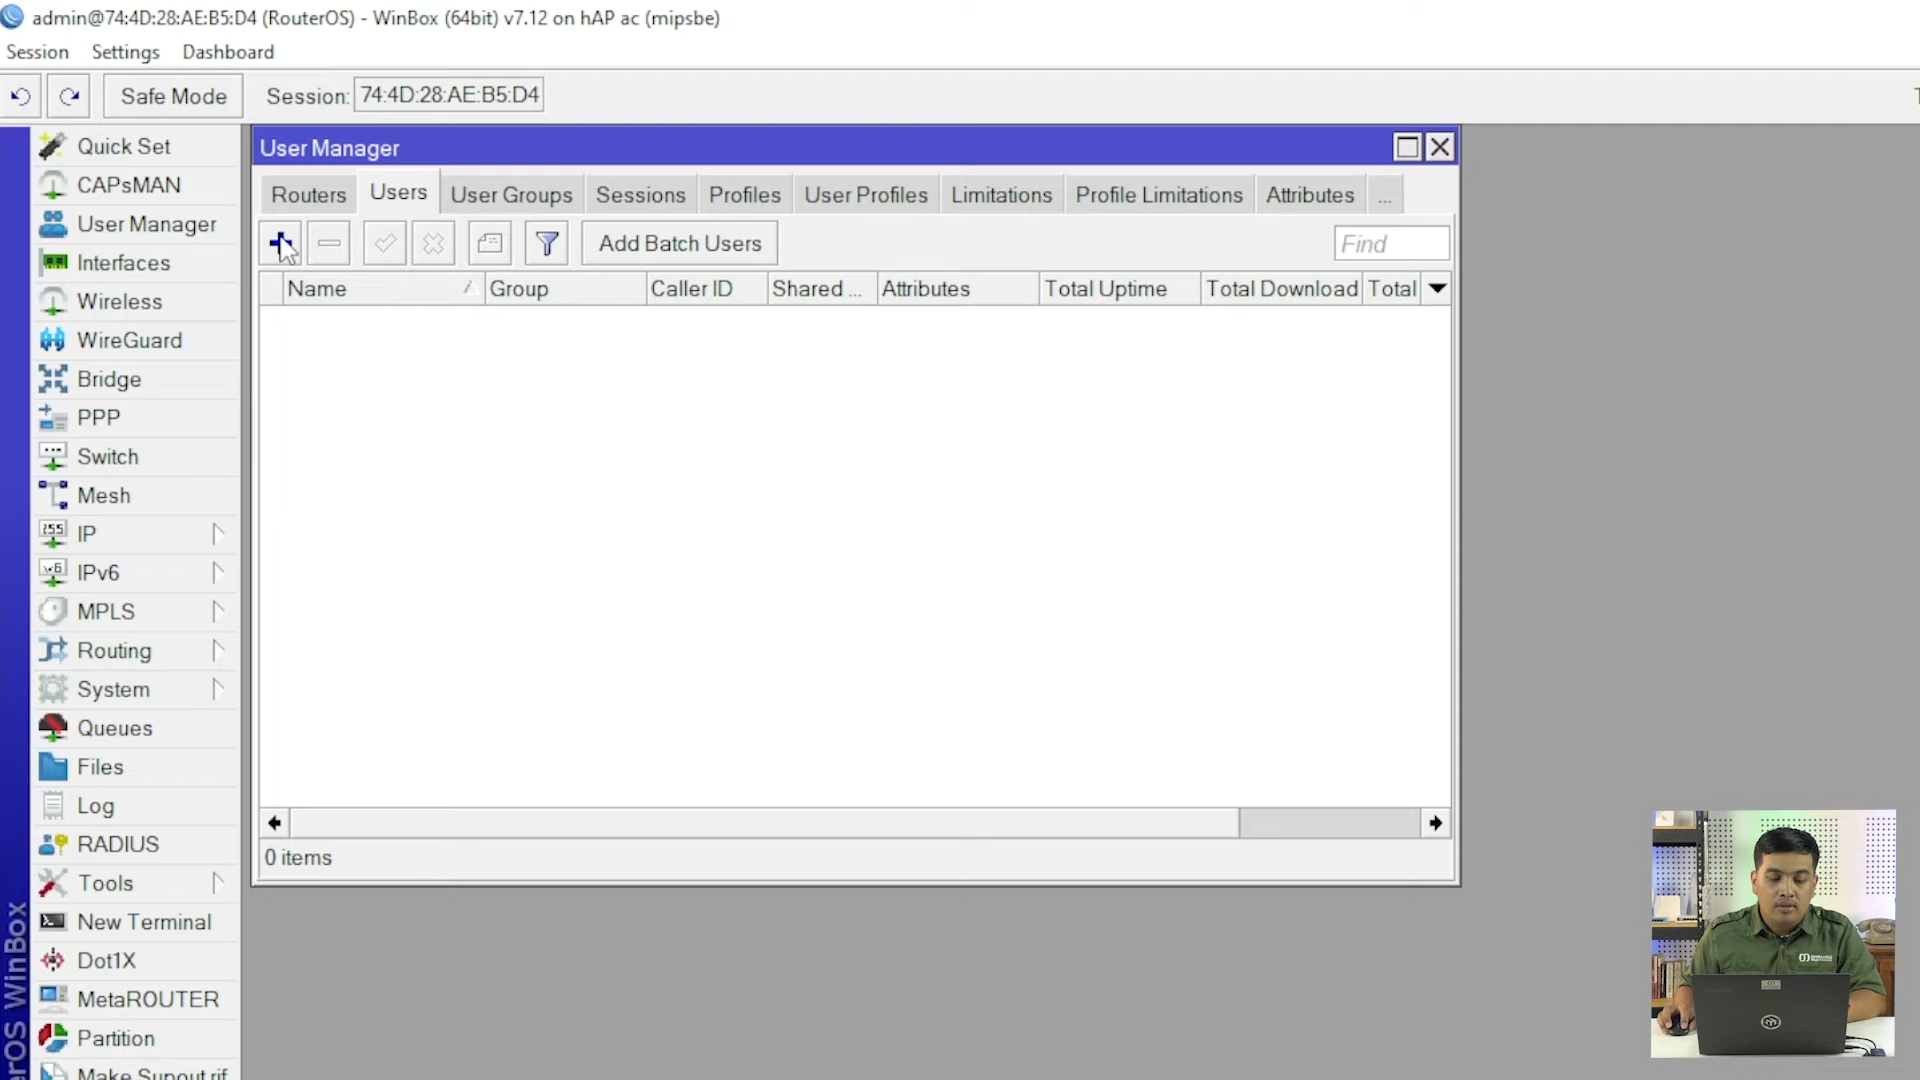 admin@74:4D:28:AE:B5:D4 (RouterOS) - WinBox (64bit) v7.12 on hAP ac (mipsbe)
Session Settings Dashboard
Safe Mode Session: 74:4D:28:AE:B5:D4
Quick Set
CAPsMAN
User Manager
Interfaces
Wireless
WireGuard
Bridge
PPP
Switch
Mesh
IP
IPv6
MPLS
Routing
System
Queues
Files
Log
RADIUS
Tools
New Terminal
Dot1X
MetaROUTER
Partition
Make Supout.rif
erOS WinBox
User Manager
Routers Users User Groups Sessions Profiles User Profiles Limitations Profile Limitations Attributes ...
Add Batch Users Find
Name Group Caller ID Shared ... Attributes Total Uptime Total Download Total
0 items